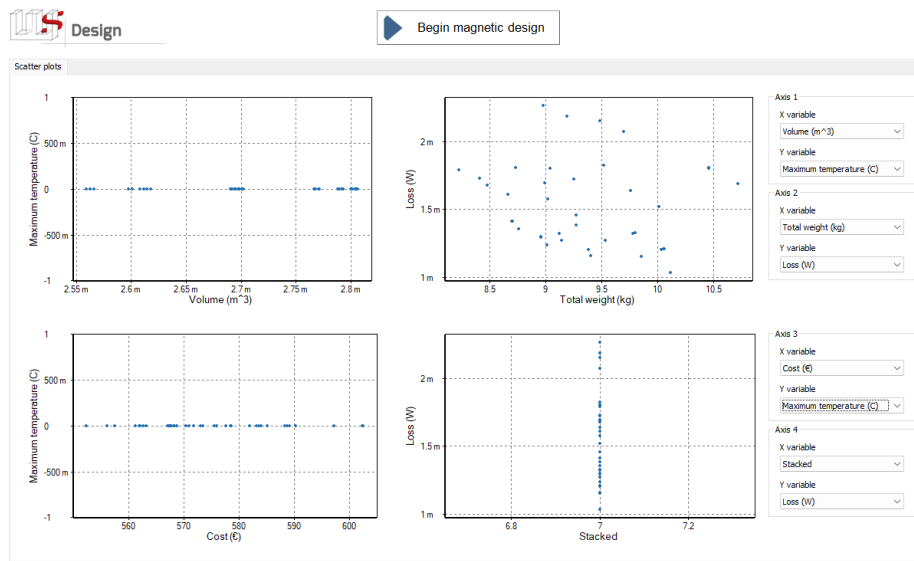 Design
Begin magnetic design
Scatter plots
1
500 m
0
-500 m
-1
Maximum temperature (C)
2.55 m 2.6 m 2.65 m 2.7 m 2.75 m 2.8 m
Volume (m^3)
2 m
1.5 m
1 m
Loss (W)
8.5 9 9.5 10 10.5
Total weight (kg)
Axis 1
X variable
Volume (m^3)
Y variable
Maximum temperature (C)
Axis 2
X variable
Total weight (kg)
Y variable
Loss (W)
1
500 m
0
-500 m
-1
Maximum temperature (C)
560 570 580 590 600
Cost (€)
2 m
1.5 m
1 m
Loss (W)
6.8 7 7.2
Stacked
Axis 3
X variable
Cost (€)
Y variable
Maximum temperature (C)
Axis 4
X variable
Stacked
Y variable
Loss (W)